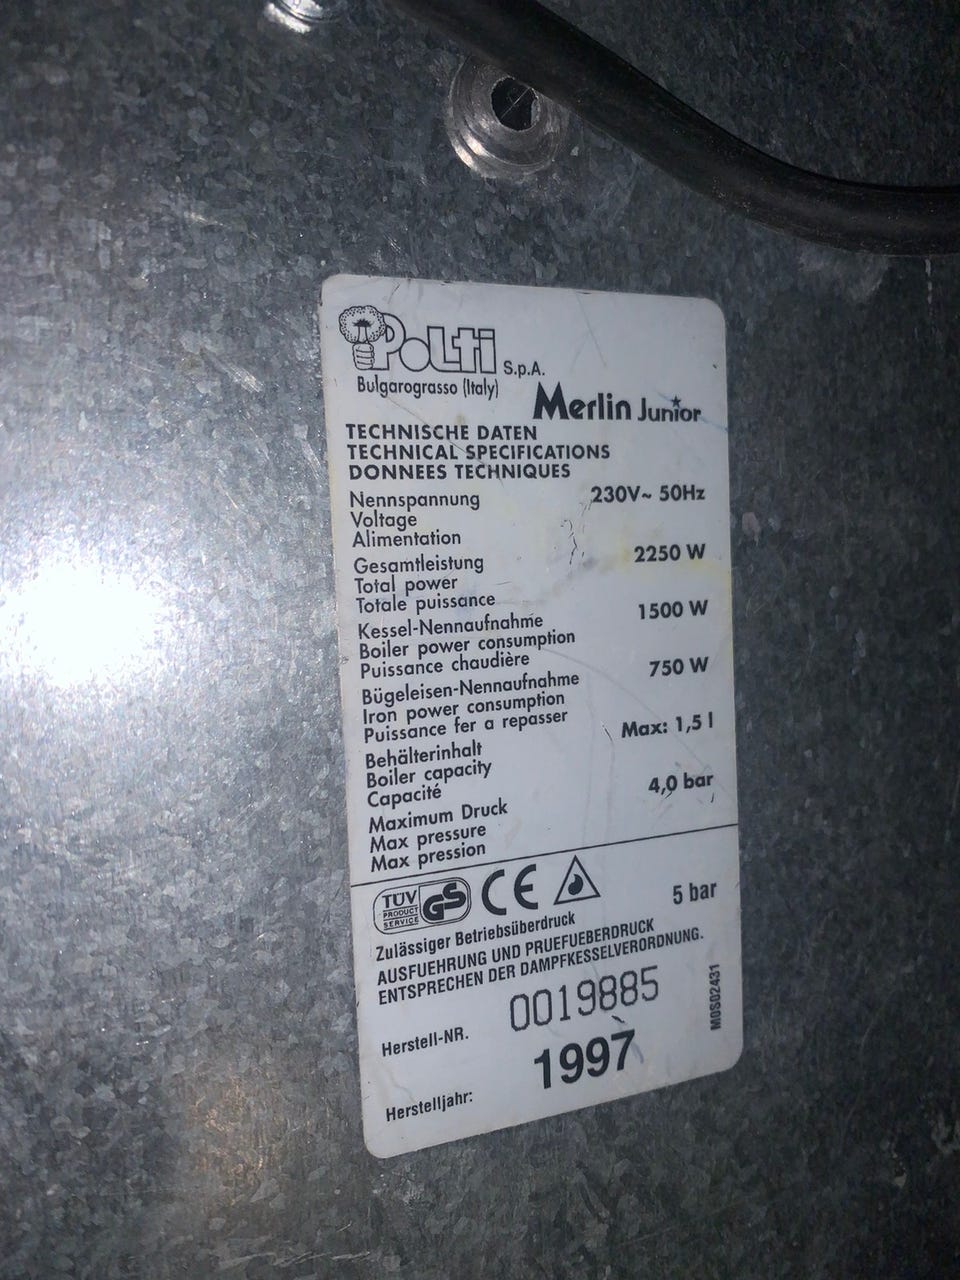 Polti S.p.A.
Bulgarograsso (Italy)
Merlin Junior
TECHNISCHE DATEN
TECHNICAL SPECIFICATIONS
DONNEES TECHNIQUES
Nennspannung 230V~ 50Hz
Voltage
Alimentation
Gesamtleistung 2250 W
Total power
Totale puissance
Kessel-Nennaufnahme 1500 W
Boiler power consumption
Puissance chaudière
Bügeleisen-Nennaufnahme 750 W
Iron power consumption
Puissance fer a repasser
Behälterinhalt Max: 1,5 l
Boiler capacity
Capacité
Maximum Druck 4,0 bar
Max pressure
Max pression
TÜV
PRODUCT
SERVICE
GS
CE
Zulässiger Betriebsüberdruck 5 bar
AUSFUEHRUNG UND PRUEFUEBERDRUCK
ENTSPRECHEN DER DAMPFKESSELVERORDNUNG.
Herstell-NR. 0019885
Herstelljahr: 1997
M0S02431